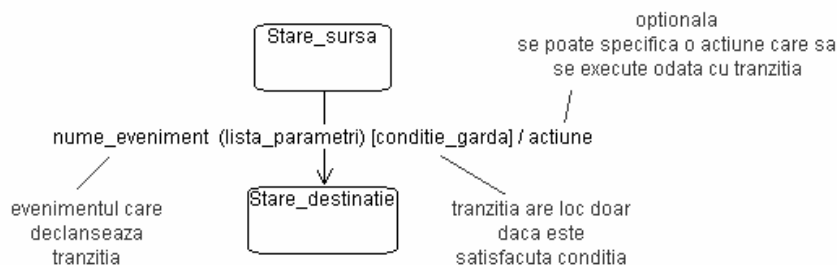 optionala
se poate specifica o actiune care sa
se execute odata cu tranzitia
Stare_sursa
nume_eveniment (lista_parametri) [conditie_garda] / actiune
Stare_destinatie
evenimentul care
declanseaza
tranzitia
tranzitia are loc doar
daca este
satisfacuta conditia